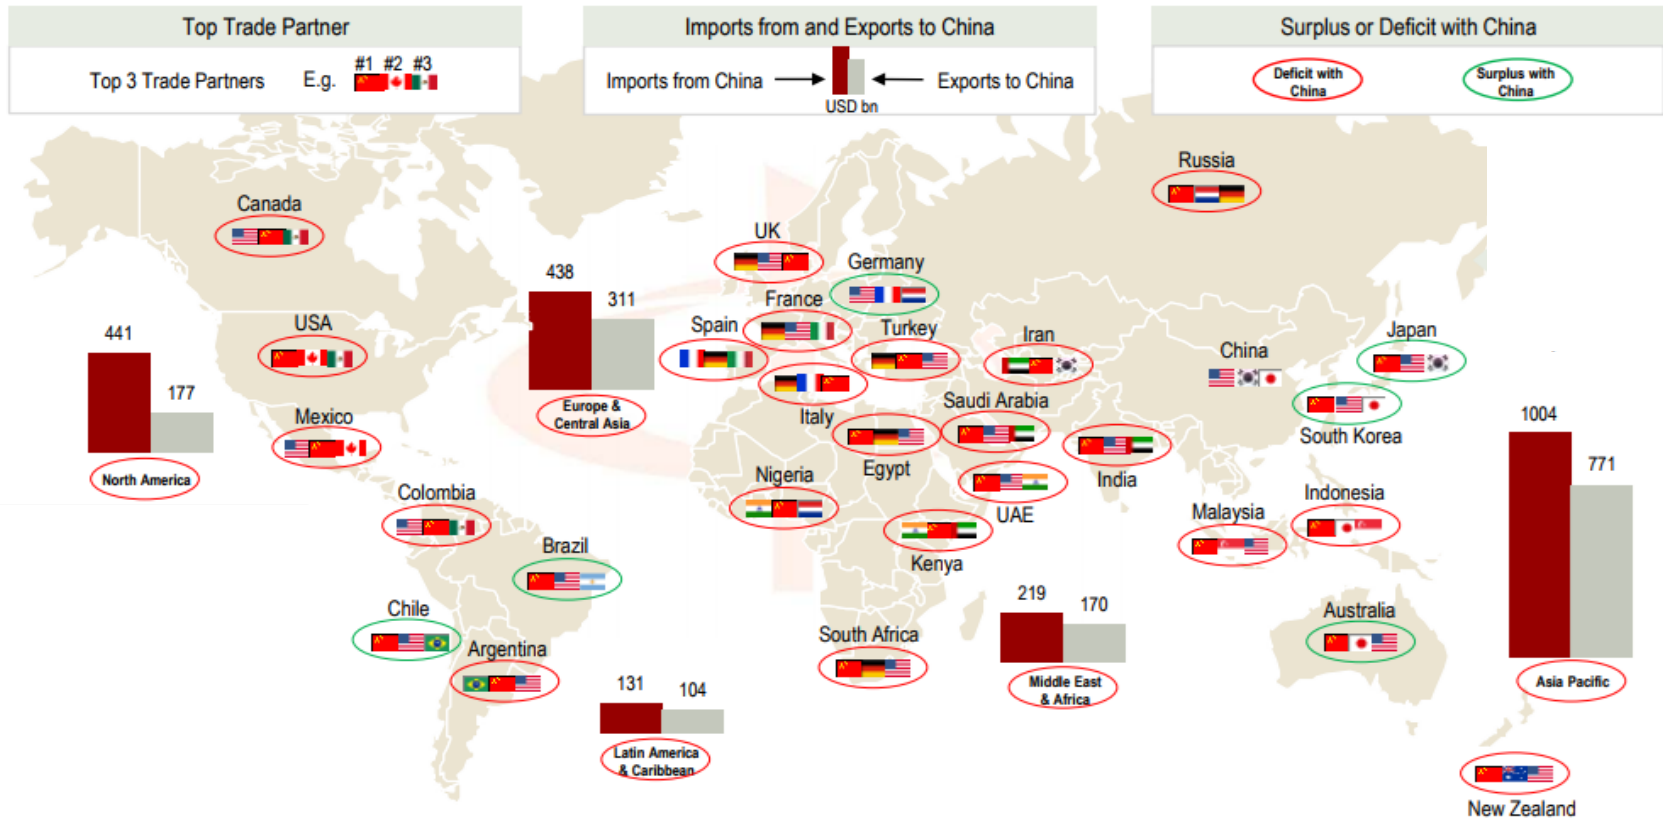 Top Trade Partner
Top 3 Trade Partners E.g. #1 #2 #3
Imports from and Exports to China
Imports from China
Exports to China
USD bn
Surplus or Deficit with China
Deficit with
China
Surplus with
China
Russia
Canada
UK
Germany
438
311
France
Spain
USA
Turkey
Iran
Japan
China
441
177
Europe &
Central Asia
Italy
Saudi Arabia
Mexico
South Korea
1004
771
North America
Egypt
India
Nigeria
UAE
Colombia
Malaysia
Indonesia
Brazil
Kenya
Chile
219
170
Australia
Argentina
South Africa
131
104
Middle East
& Africa
Asia Pacific
Latin America
& Caribbean
New Zealand